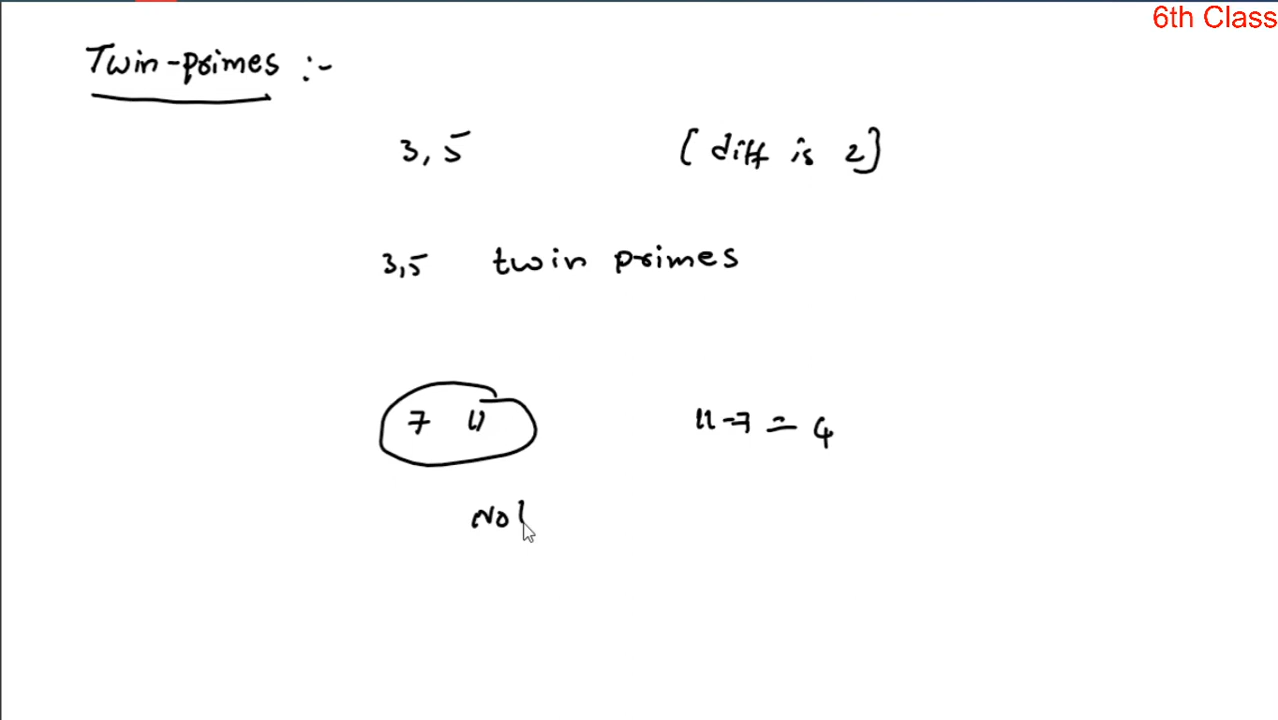 6th Class
Twin-primes :-
3, 5 [diff is 2]
3,5 twin primes
7 11 11-7 = 4
No